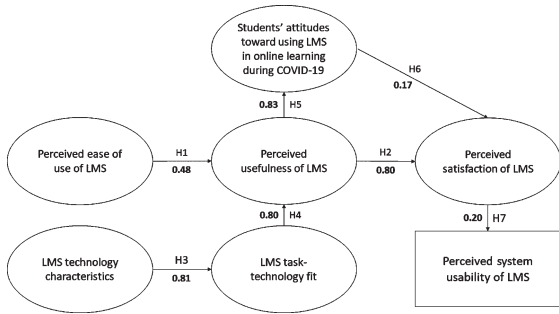 Students’ attitudes
toward using LMS
in online learning
during COVID-19
H6
0.17
0.83 H5
Perceived ease of
use of LMS
H1
0.48
Perceived
usefulness of LMS
H2
0.80
Perceived
satisfaction of LMS
0.80 H4
0.20 H7
LMS technology
characteristics
H3
0.81
LMS task-
technology fit
Perceived system
usability of LMS